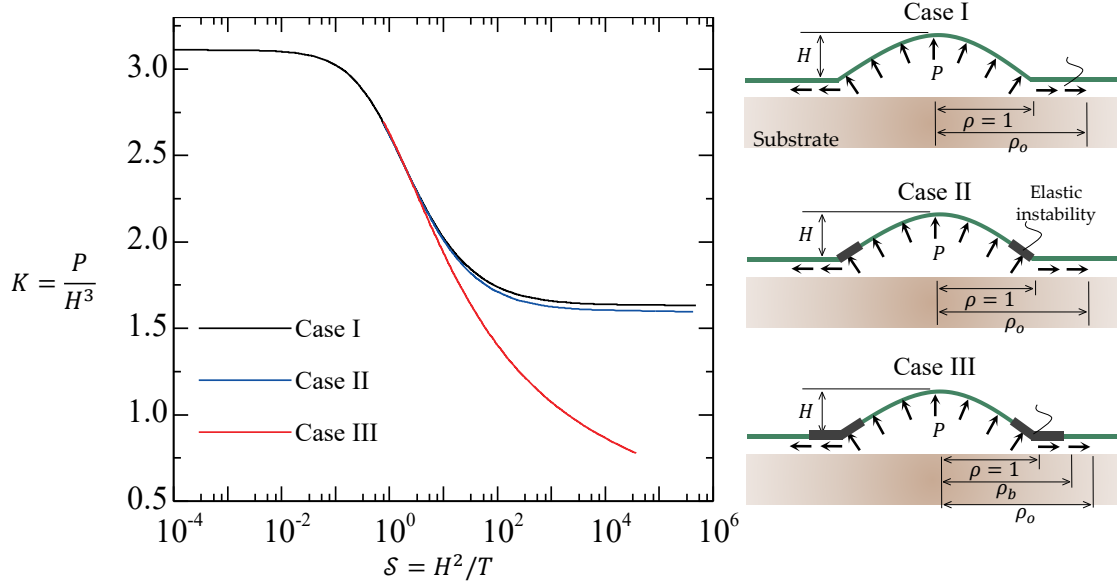 3.0
2.5
2.0
1.5
1.0
0.5
K = P/H³
10⁻⁴
10⁻²
10⁰
10²
10⁴
10⁶
𝒮 = H²/T
Case I
Case II
Case III
Case I
H
P
ρ = 1
ρₒ
Substrate
Case II
Elastic
instability
H
P
ρ = 1
ρₒ
Case III
H
P
ρ = 1
ρ_b
ρₒ